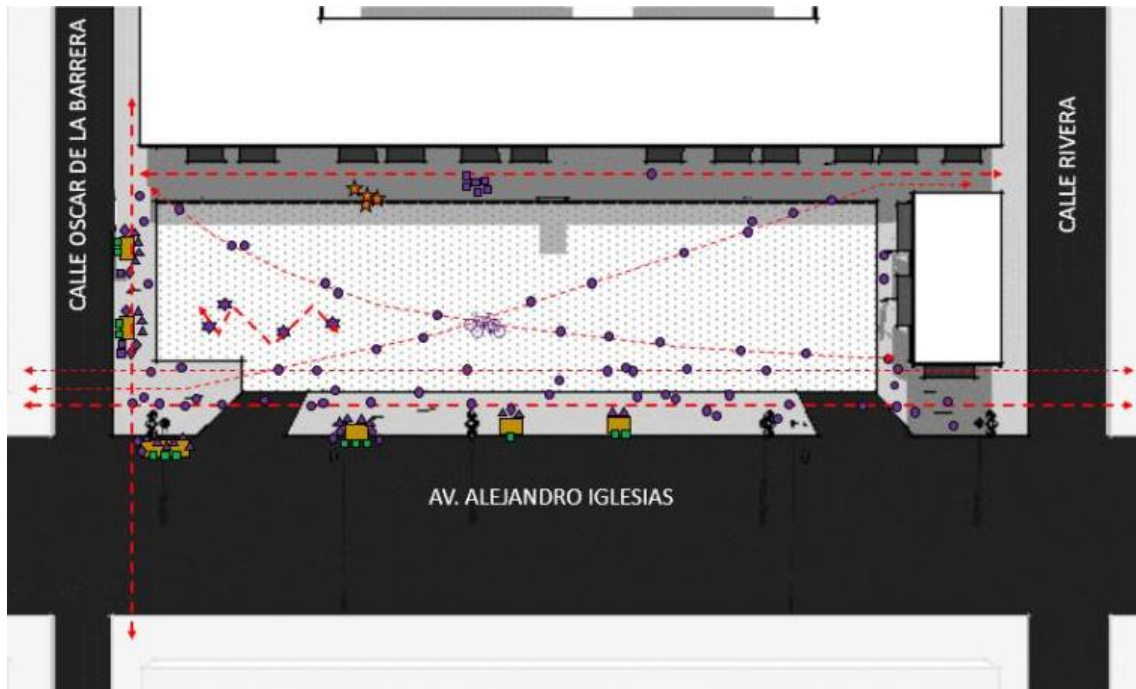 CALLE OSCAR DE LA BARRERA
CALLE RIVERA
AV. ALEJANDRO IGLESIAS